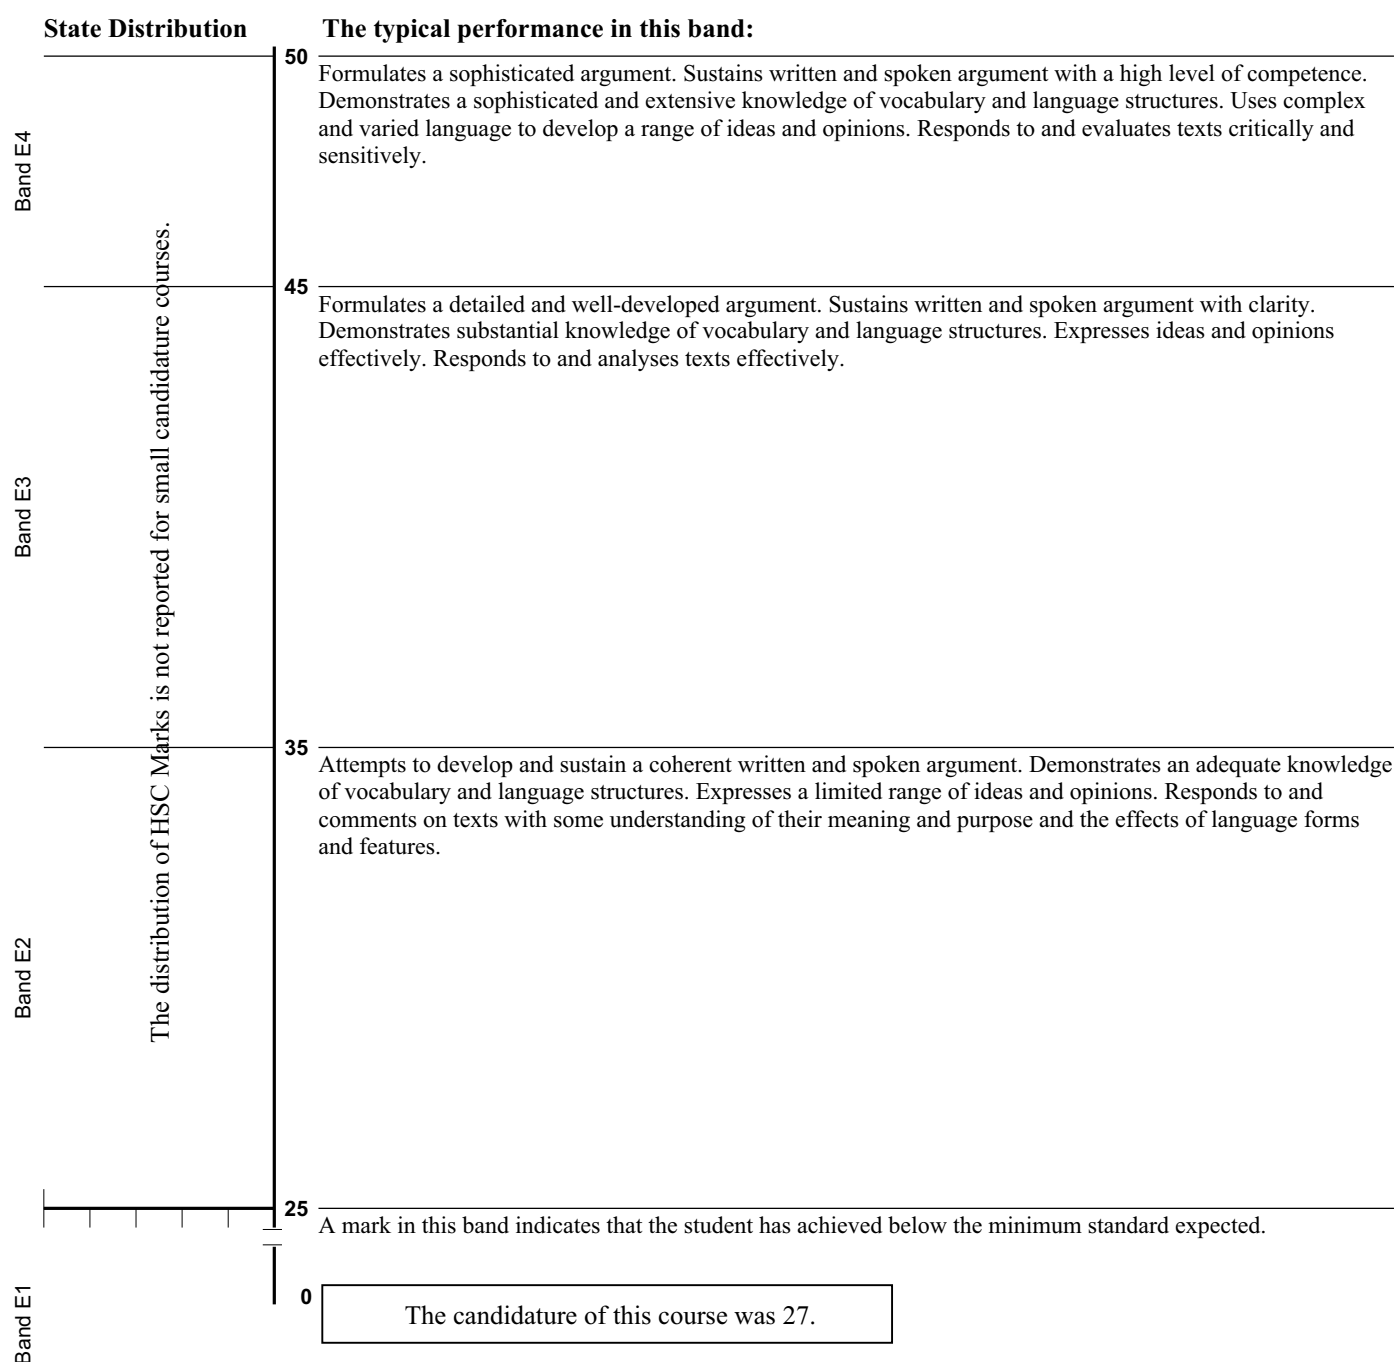 State Distribution
The typical performance in this band:
50
Formulates a sophisticated argument. Sustains written and spoken argument with a high level of competence.
Demonstrates a sophisticated and extensive knowledge of vocabulary and language structures. Uses complex
and varied language to develop a range of ideas and opinions. Responds to and evaluates texts critically and
sensitively.
Band E4
The distribution of HSC Marks is not reported for small candidature courses.
45
Formulates a detailed and well-developed argument. Sustains written and spoken argument with clarity.
Demonstrates substantial knowledge of vocabulary and language structures. Expresses ideas and opinions
effectively. Responds to and analyses texts effectively.
Band E3
35
Attempts to develop and sustain a coherent written and spoken argument. Demonstrates an adequate knowledge
of vocabulary and language structures. Expresses a limited range of ideas and opinions. Responds to and
comments on texts with some understanding of their meaning and purpose and the effects of language forms
and features.
Band E2
25
A mark in this band indicates that the student has achieved below the minimum standard expected.
0
Band E1
The candidature of this course was 27.